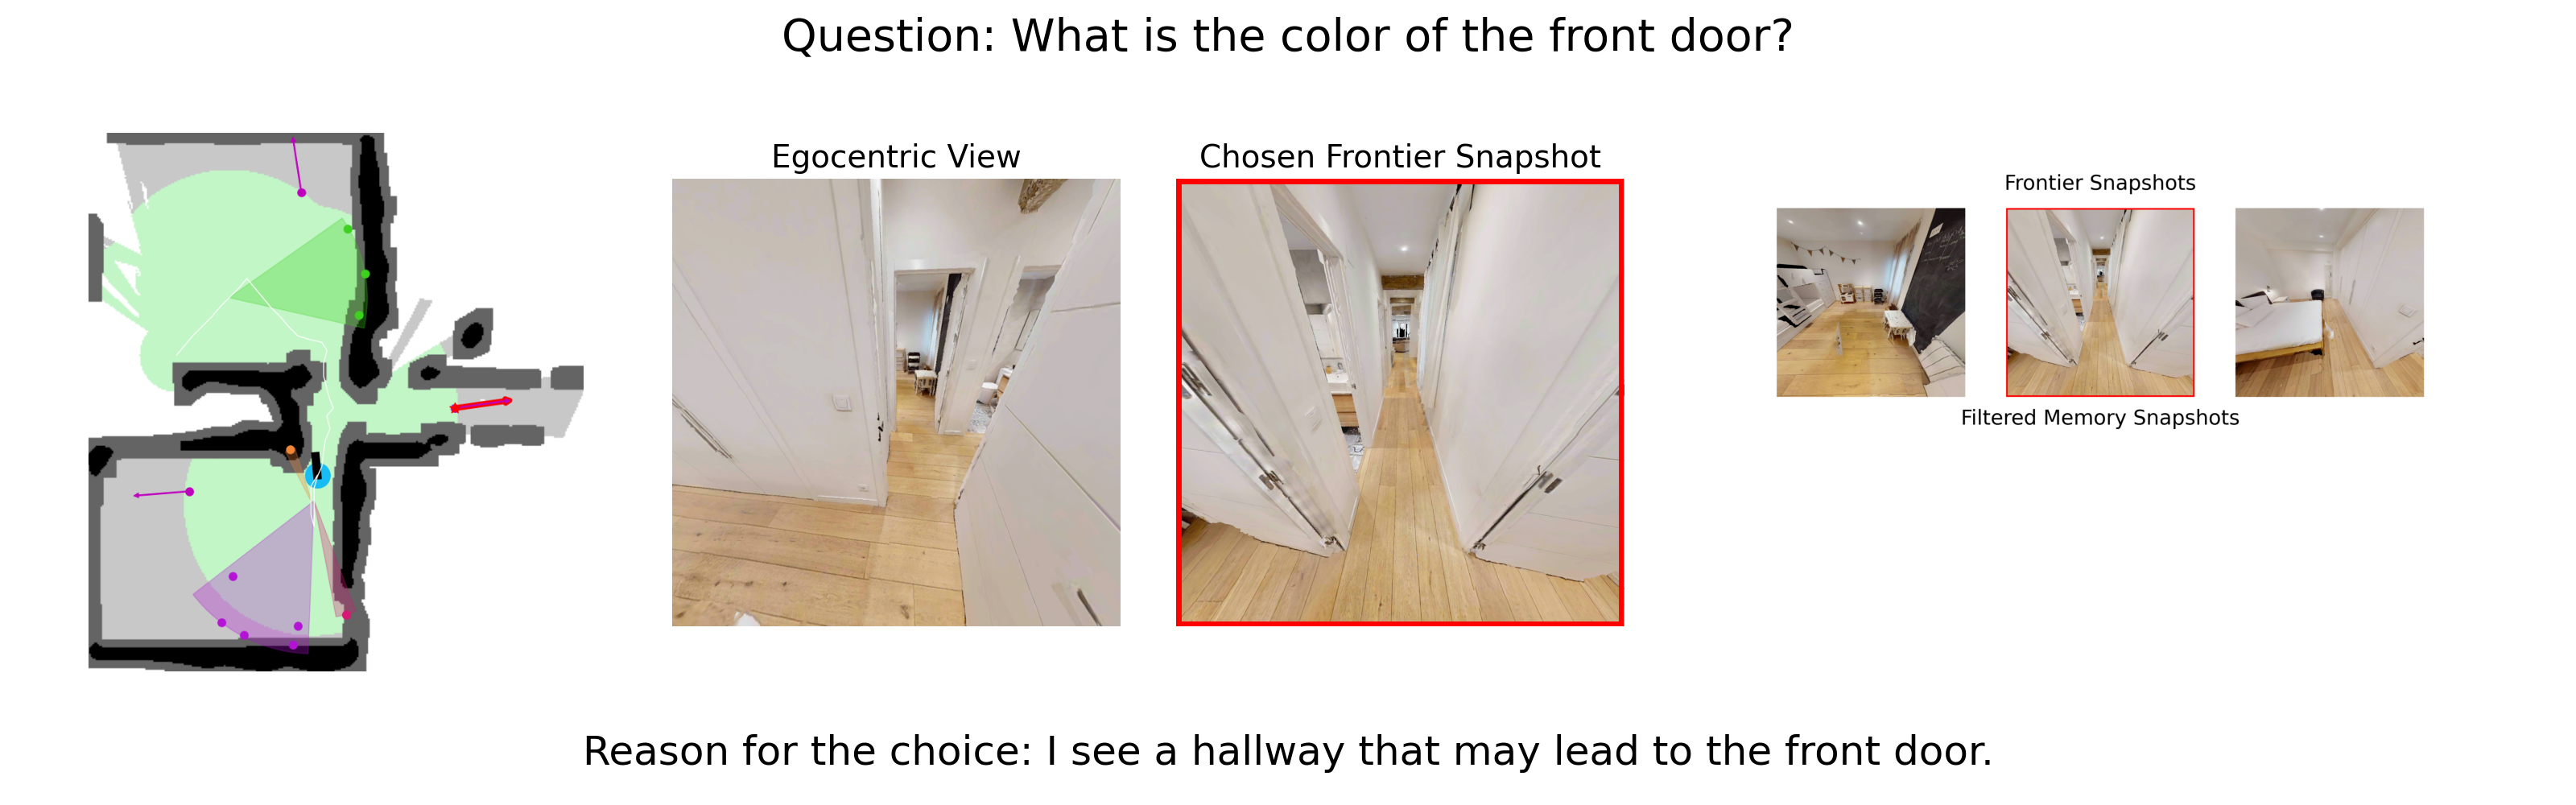 Question: What is the color of the front door?
Egocentric View
Chosen Frontier Snapshot
Frontier Snapshots
Filtered Memory Snapshots
Reason for the choice: I see a hallway that may lead to the front door.